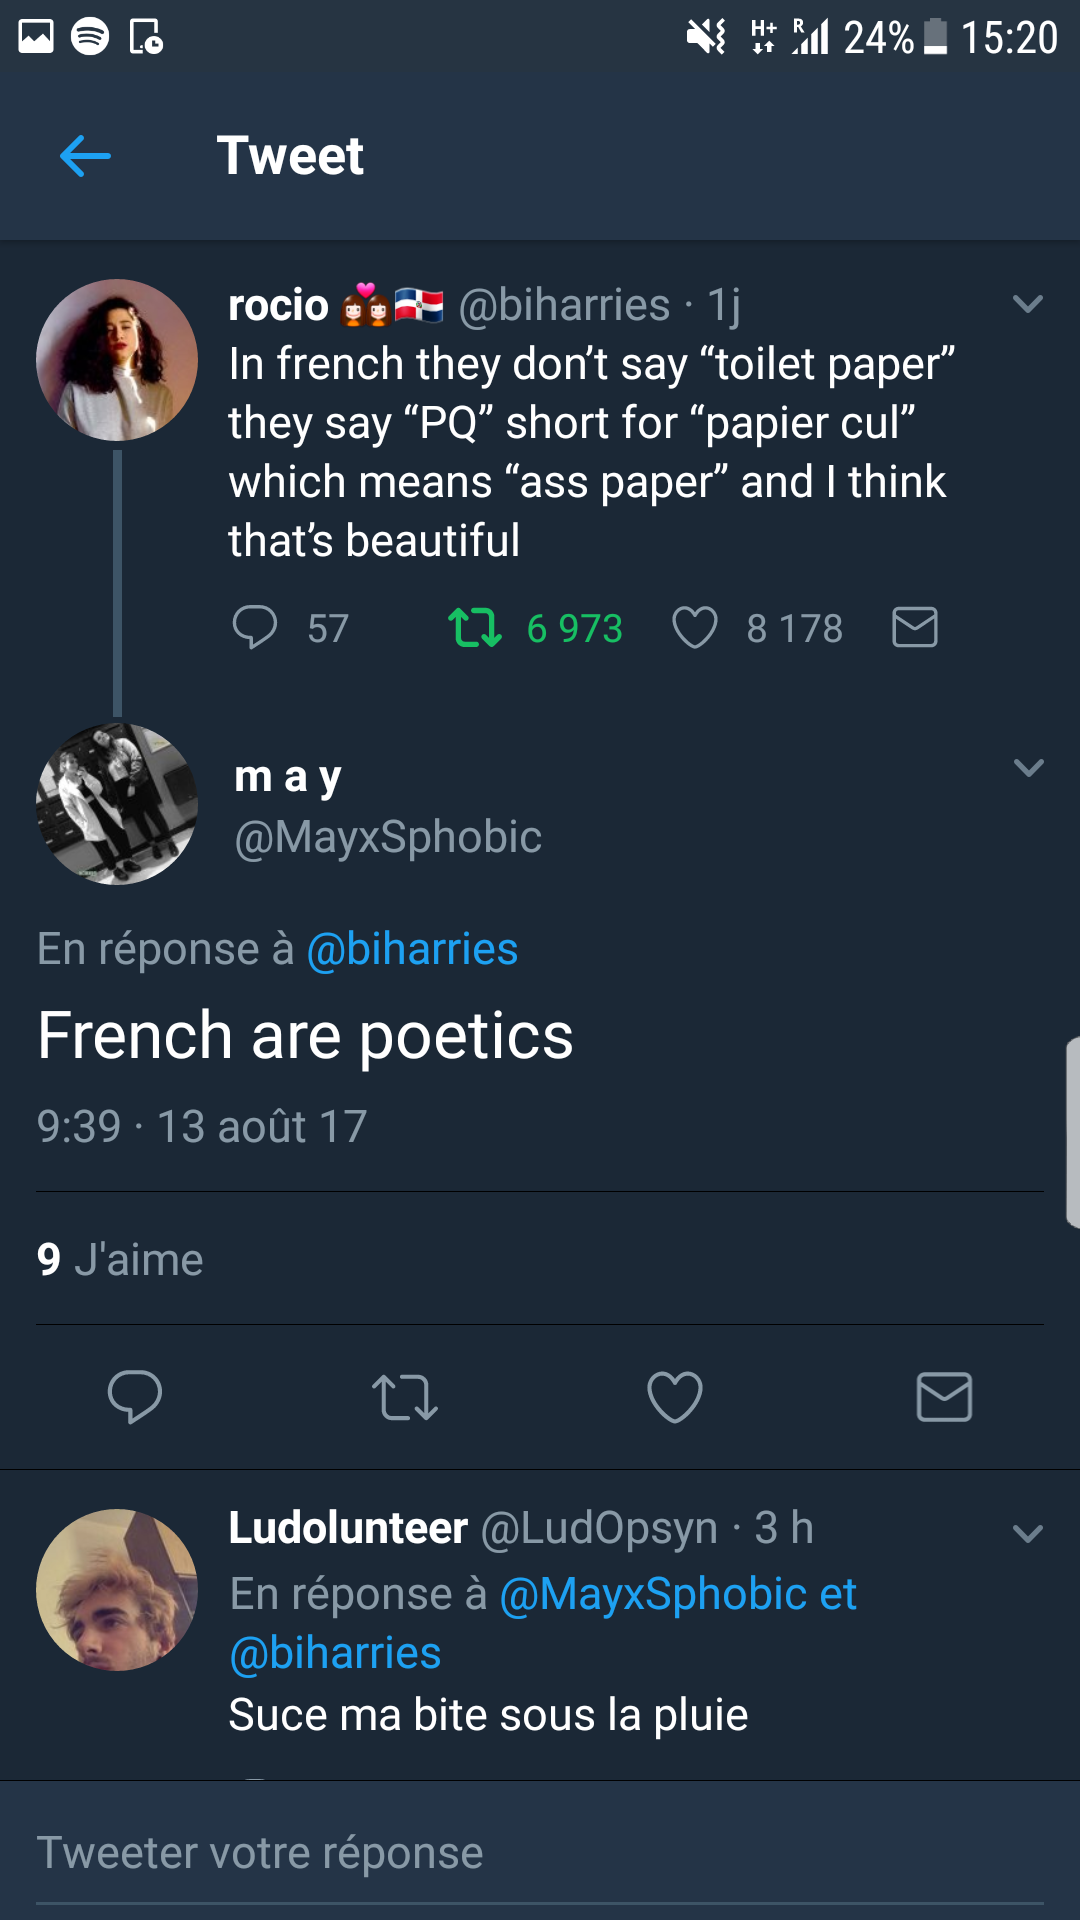 H+ R 24% 15:20
Tweet
rocio 👩‍❤️‍👩🇩🇴 @biharries · 1j
In french they don’t say “toilet paper”
they say “PQ” short for “papier cul”
which means “ass paper” and I think
that’s beautiful
57 6 973 8 178
m a y
@MayxSphobic
En réponse à @biharries
French are poetics
9:39 · 13 août 17
9 J'aime
Ludolunteer @LudOpsyn · 3 h
En réponse à @MayxSphobic et
@biharries
Suce ma bite sous la pluie
Tweeter votre réponse